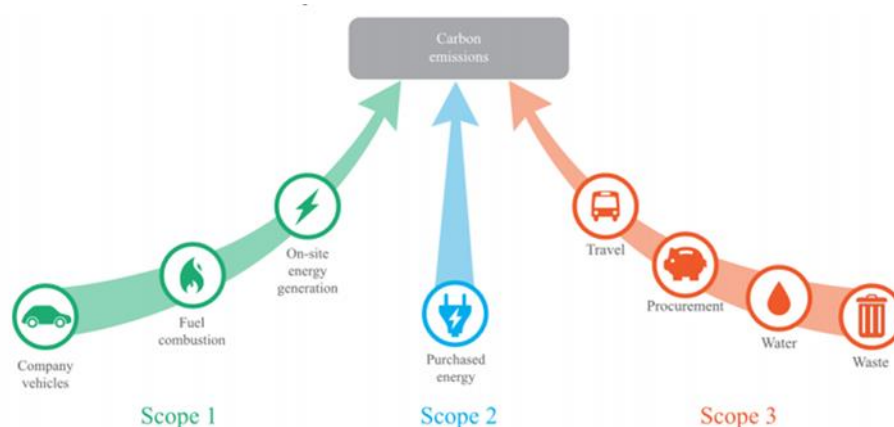 Carbon
emissions
Travel
On-site
energy
generation
Procurement
Fuel
combustion
Water
Company
vehicles
Purchased
energy
Waste
Scope 1
Scope 2
Scope 3